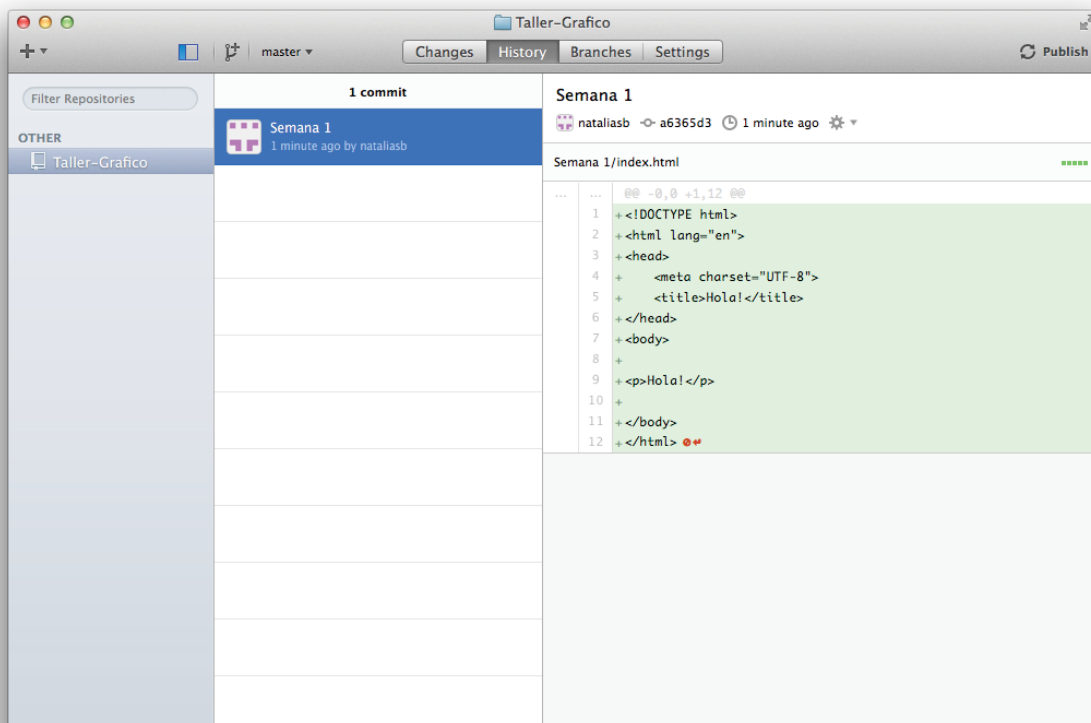 Taller-Grafico
master
Changes History Branches Settings
Publish
Filter Repositories
OTHER
Taller-Grafico
1 commit
Semana 1
1 minute ago by nataliasb
Semana 1
nataliasb a6365d3 1 minute ago
Semana 1/index.html
... ... @@ -0,0 +1,12 @@
1 +<!DOCTYPE html>
2 +<html lang="en">
3 +<head>
4 +    <meta charset="UTF-8">
5 +    <title>Hola!</title>
6 +</head>
7 +<body>
8 +
9 +<p>Hola!</p>
10 +
11 +</body>
12 +</html>